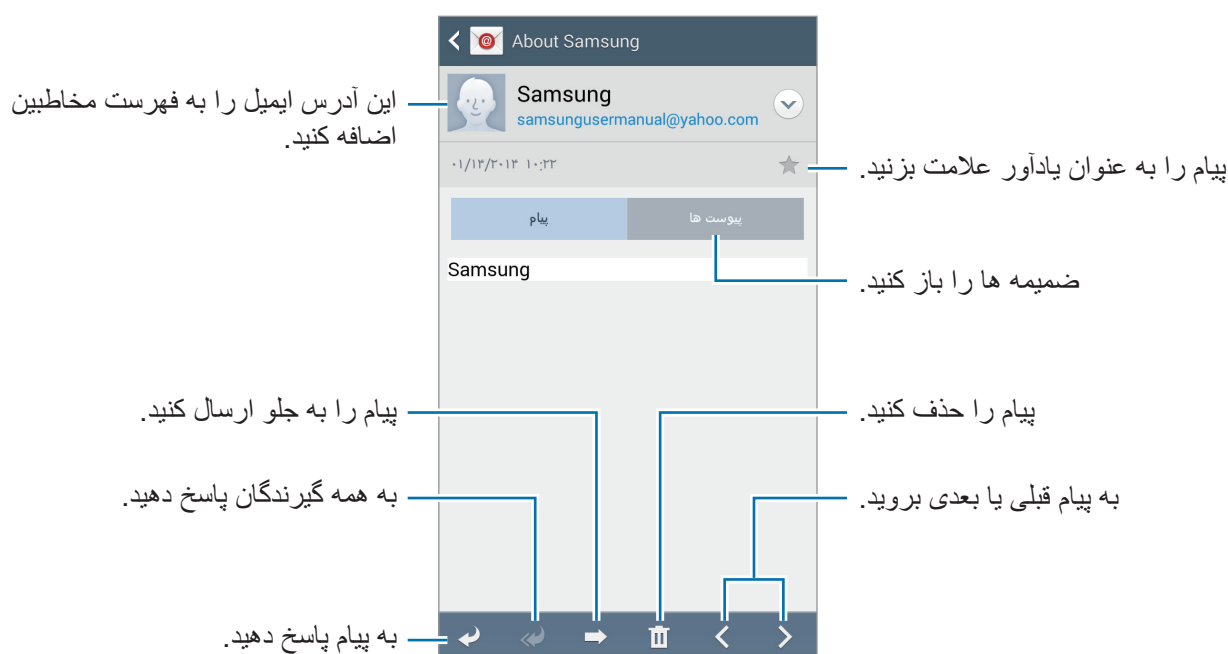 About Samsung
Samsung
samsungusermanual@yahoo.com
این آدرس ایمیل را به فهرست مخاطبین
اضافه کنید.
۰۱/۱۴/۲۰۱۴ ۱۰:۲۲
پیام را به عنوان یادآور علامت بزنید.
پیام
پیوست ها
Samsung
ضمیمه ها را باز کنید.
پیام را به جلو ارسال کنید.
پیام را حذف کنید.
به همه گیرندگان پاسخ دهید.
به پیام قبلی یا بعدی بروید.
به پیام پاسخ دهید.